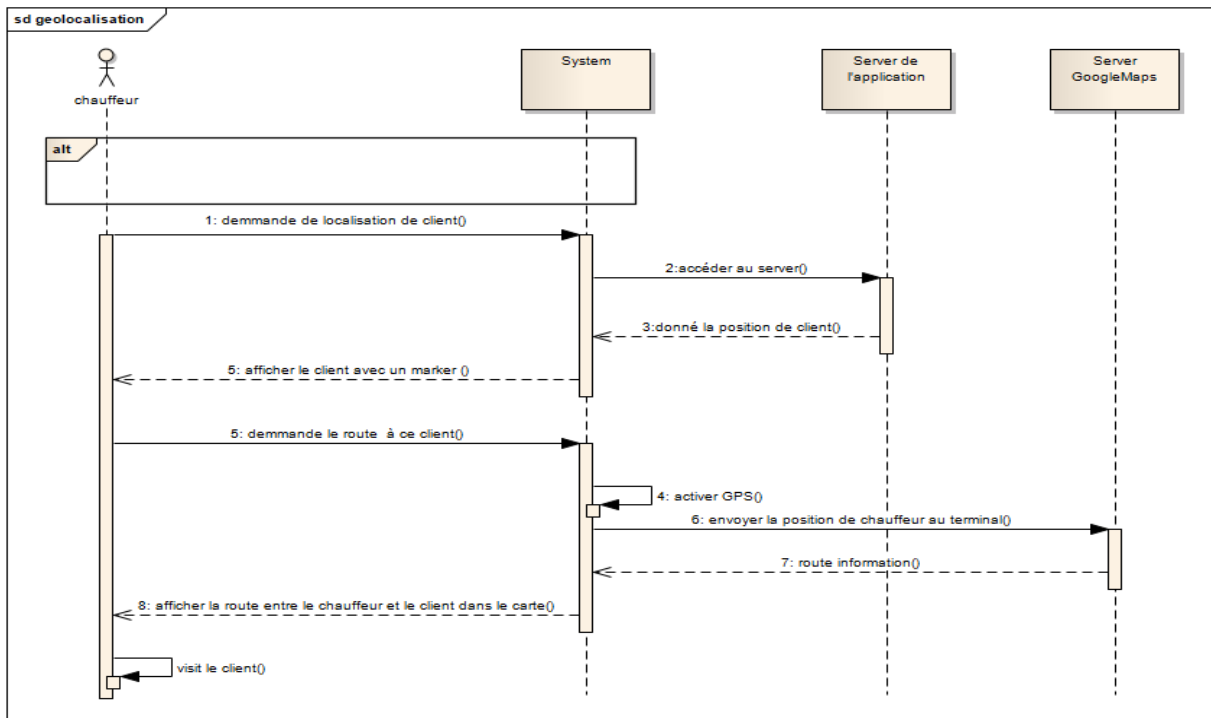 sd geolocalisation
chauffeur
System
Server de
l'application
Server
GoogleMaps
alt
1: demmande de localisation de client()
2:accéder au server()
3:donné la position de client()
5: afficher le client avec un marker ()
5: demmande le route à ce client()
4: activer GPS()
6: envoyer la position de chauffeur au terminal()
7: route information()
8: afficher la route entre le chauffeur et le client dans le carte()
visit le client()